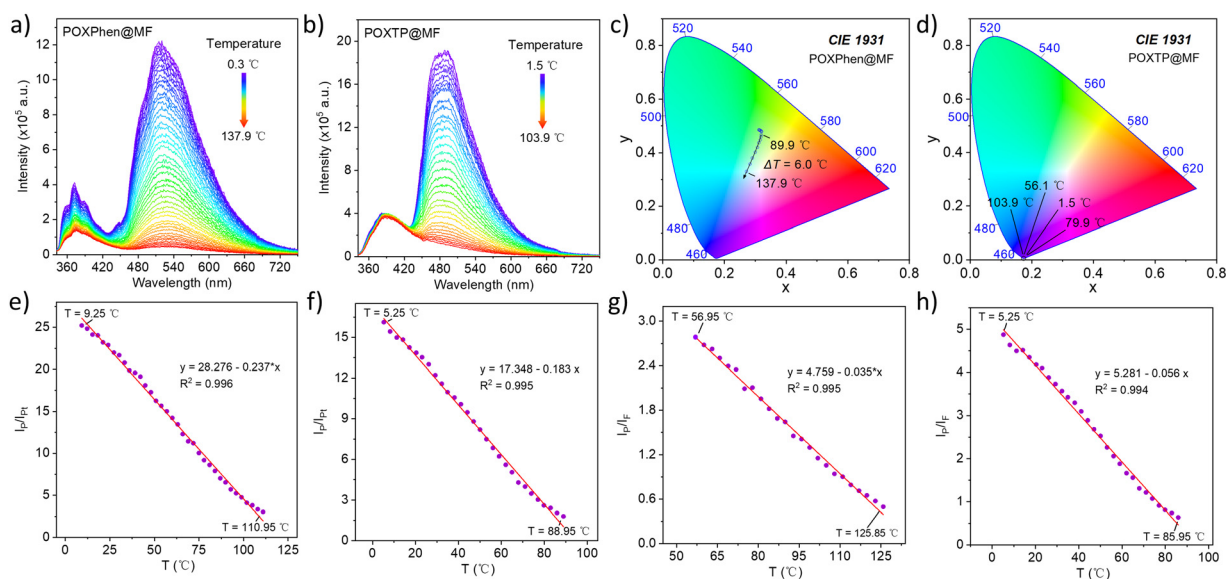 a)
POXPhen@MF
Temperature
0.3 ℃
137.9 ℃
Intensity (x10⁵ a.u.)
12
10
8
6
4
2
0
360 420 480 540 600 660 720
Wavelength (nm)
b)
POXTP@MF
Temperature
1.5 ℃
103.9 ℃
Intensity (x10⁵ a.u.)
20
16
12
8
4
0
360 420 480 540 600 660 720
Wavelength (nm)
c)
CIE 1931
POXPhen@MF
520
540
560
580
600
620
500
480
460
89.9 ℃
ΔT = 6.0 ℃
137.9 ℃
y
0.8
0.6
0.4
0.2
0.0
0.0 0.2 0.4 0.6 0.8
x
d)
CIE 1931
POXTP@MF
520
540
560
580
600
620
500
480
460
56.1℃
103.9 ℃
1.5 ℃
79.9 ℃
y
0.8
0.6
0.4
0.2
0.0
0.0 0.2 0.4 0.6 0.8
x
e)
T = 9.25 ℃
y = 28.276 - 0.237*x
R² = 0.996
T = 110.95 ℃
I_P/I_Pt
25
20
15
10
5
0
0 25 50 75 100 125
T (℃)
f)
T = 5.25 ℃
y = 17.348 - 0.183 x
R² = 0.995
T = 88.95 ℃
I_P/I_Pt
15
12
9
6
3
0
0 20 40 60 80 100
T (℃)
g)
T = 56.95 ℃
y = 4.759 - 0.035*x
R² = 0.995
T = 125.85 ℃
I_P/I_F
3.0
2.4
1.8
1.2
0.6
0.0
50 75 100 125
T (℃)
h)
T = 5.25 ℃
y = 5.281 - 0.056 x
R² = 0.994
T = 85.95 ℃
I_P/I_F
5
4
3
2
1
0
0 20 40 60 80 100
T (℃)